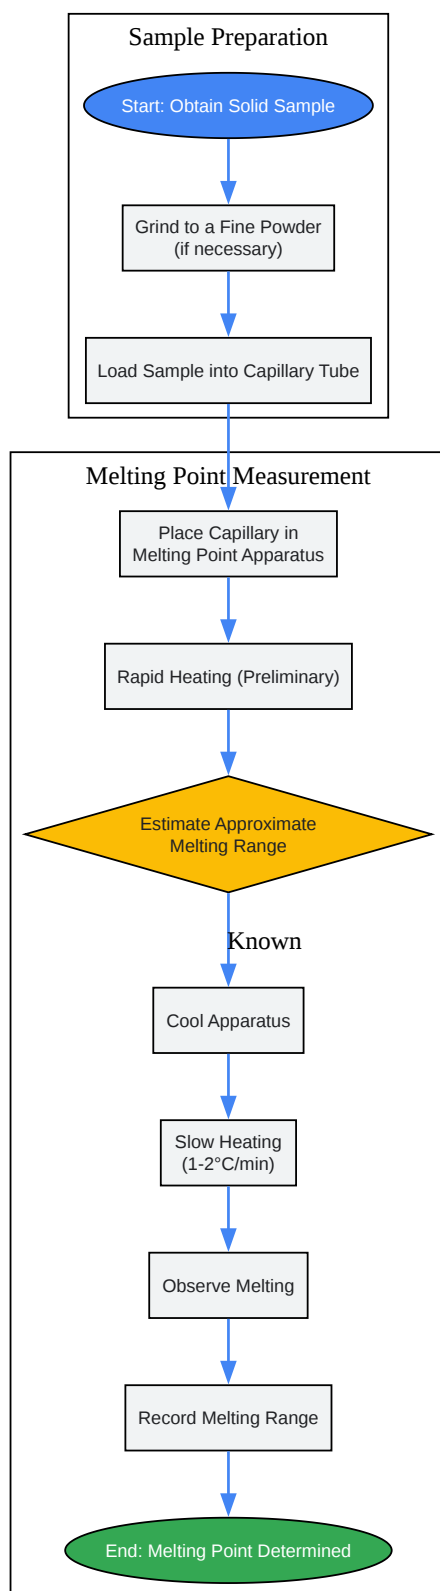 Sample Preparation
Start: Obtain Solid Sample
Grind to a Fine Powder
(if necessary)
Load Sample into Capillary Tube
Melting Point Measurement
Place Capillary in
Melting Point Apparatus
Rapid Heating (Preliminary)
Estimate Approximate
Melting Range
Known
Cool Apparatus
Slow Heating
(1-2°C/min)
Observe Melting
Record Melting Range
End: Melting Point Determined